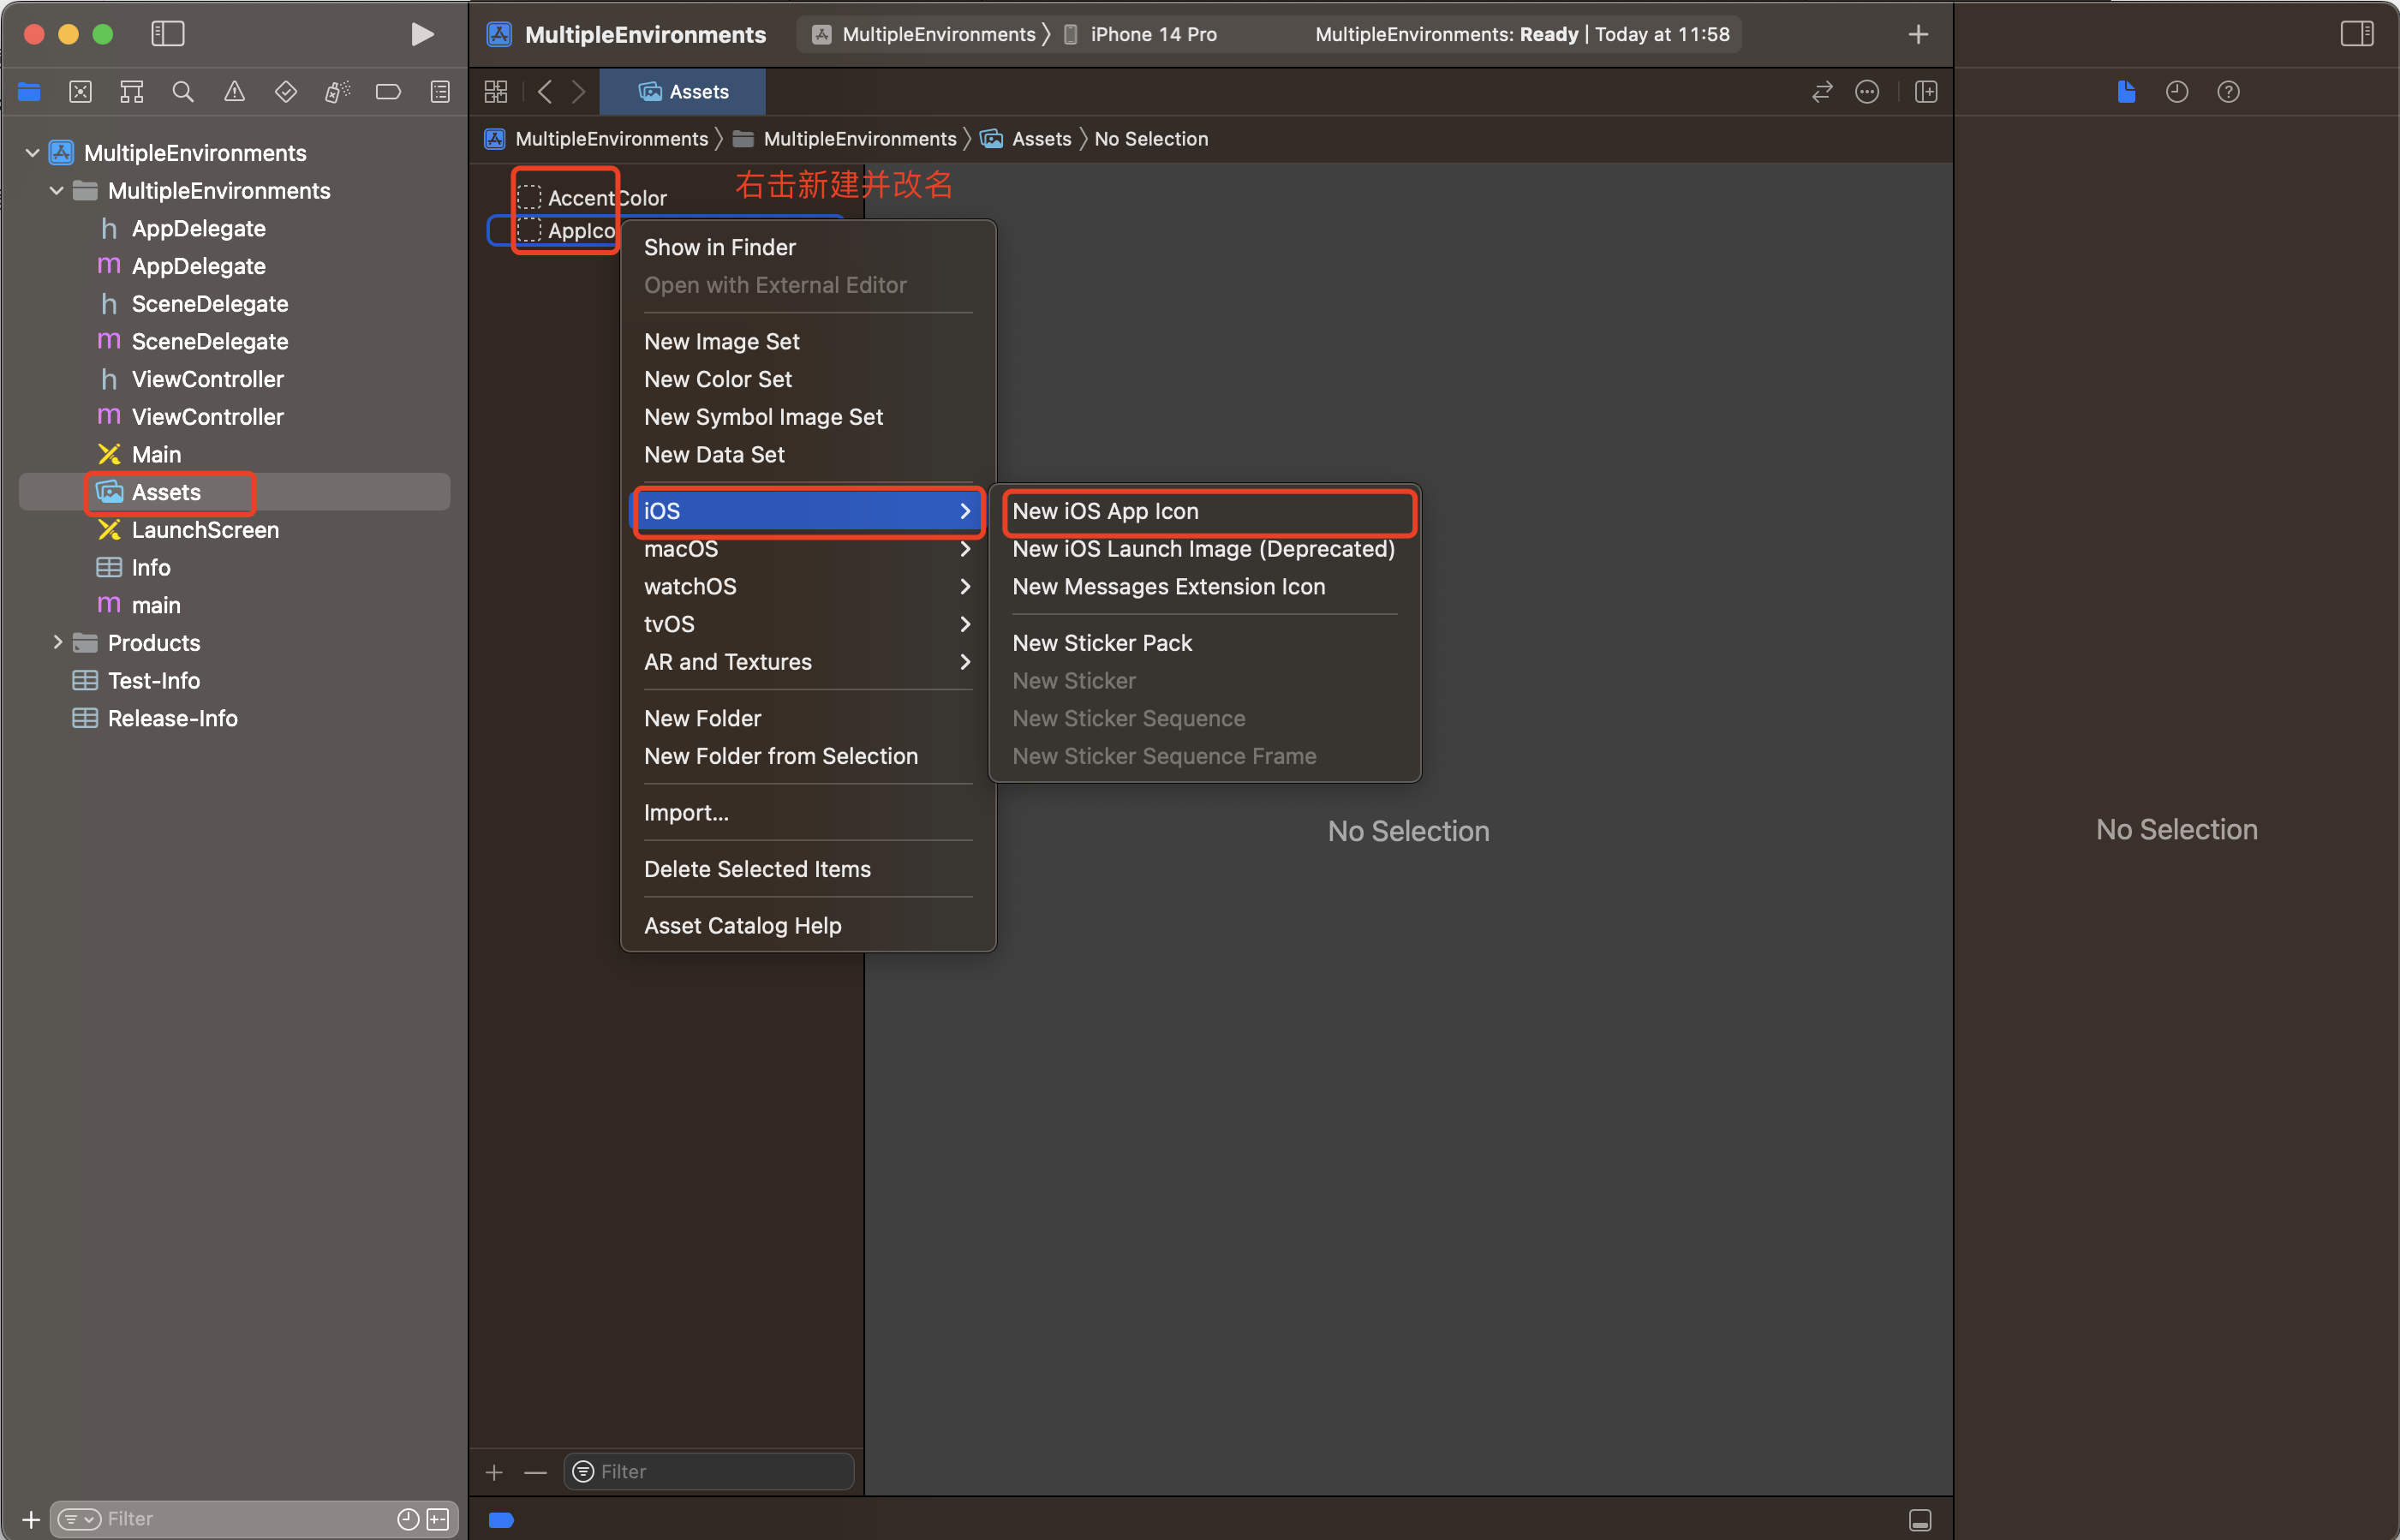 MultipleEnvironments
MultipleEnvironments
iPhone 14 Pro
MultipleEnvironments: Ready | Today at 11:58
Assets
MultipleEnvironments
MultipleEnvironments
Assets
No Selection
MultipleEnvironments
MultipleEnvironments
h AppDelegate
m AppDelegate
h SceneDelegate
m SceneDelegate
h ViewController
m ViewController
Main
Assets
LaunchScreen
Info
m main
Products
Test-Info
Release-Info
Filter
AccentColor
右击新建并改名
AppIco
Show in Finder
Open with External Editor
New Image Set
New Color Set
New Symbol Image Set
New Data Set
iOS
macOS
watchOS
tvOS
AR and Textures
New Folder
New Folder from Selection
Import...
Delete Selected Items
Asset Catalog Help
New iOS App Icon
New iOS Launch Image (Deprecated)
New Messages Extension Icon
New Sticker Pack
New Sticker
New Sticker Sequence
New Sticker Sequence Frame
No Selection
No Selection
Filter